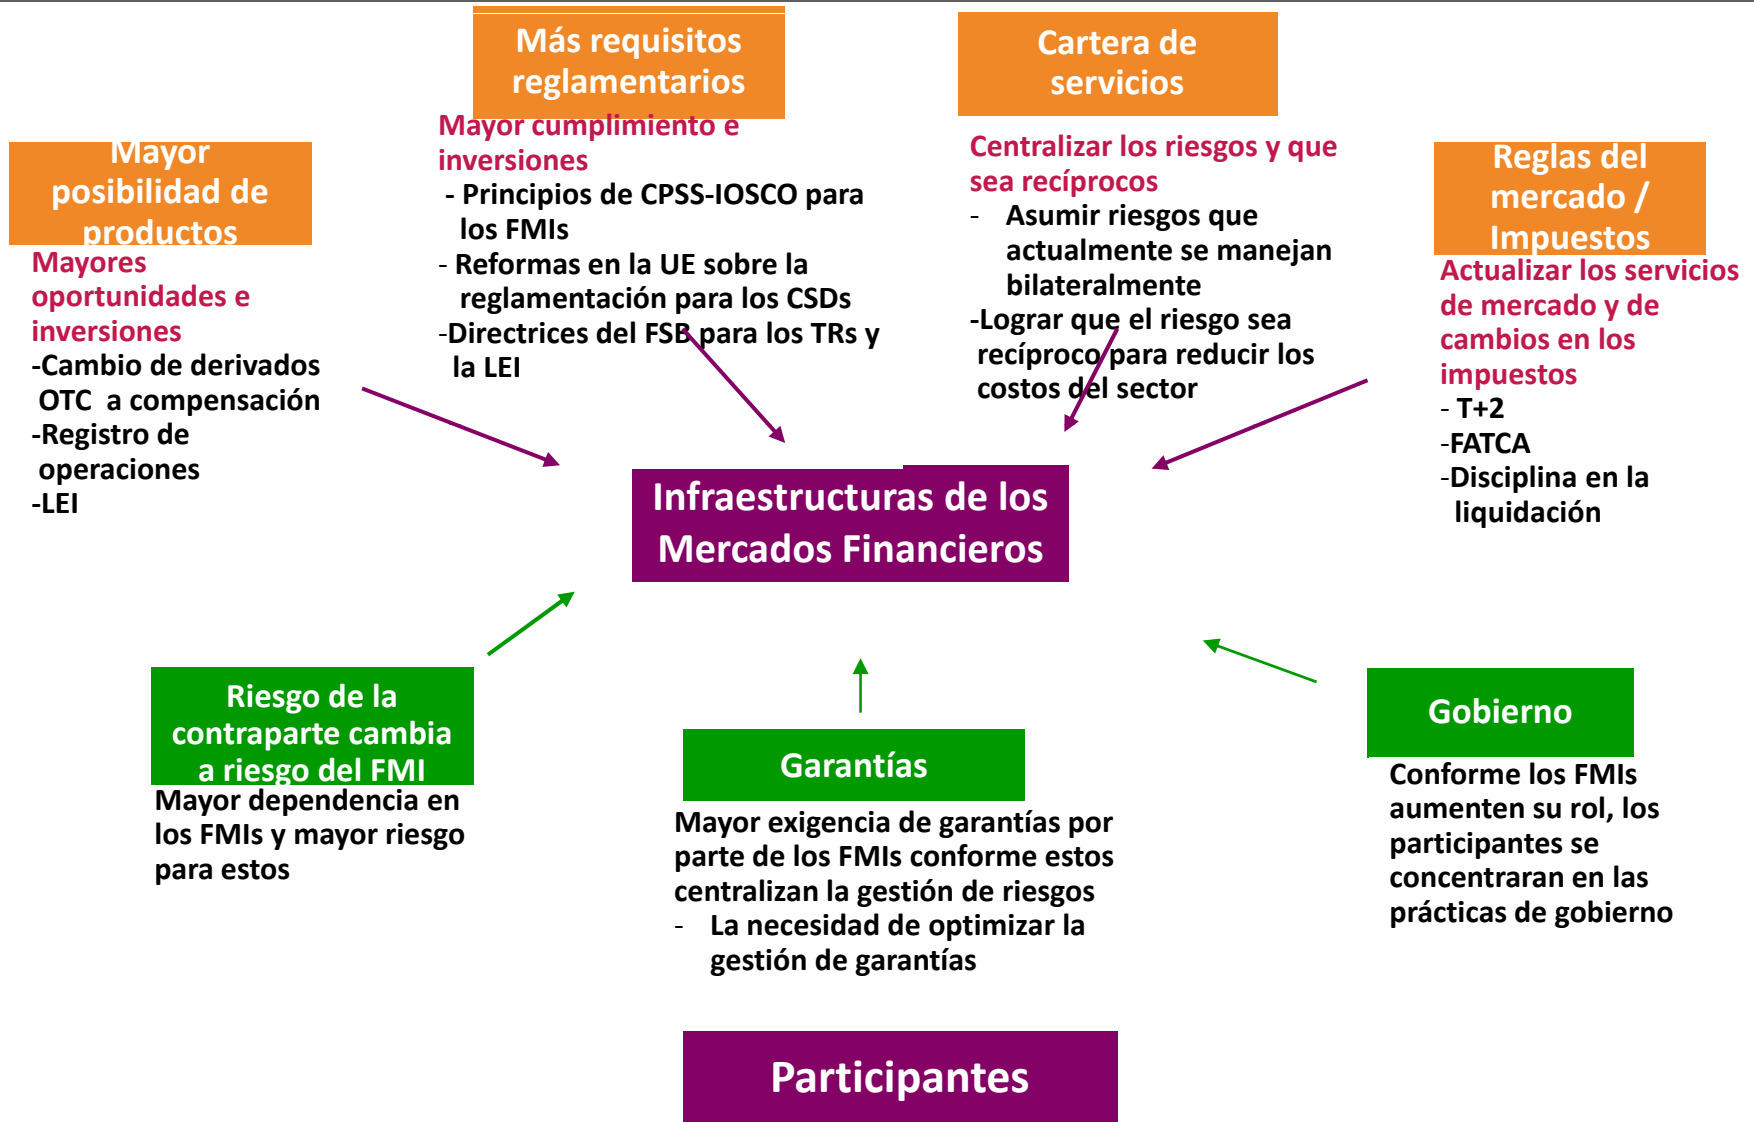 Más requisitos
reglamentarios
Mayor cumplimiento e
inversiones
- Principios de CPSS-IOSCO para
los FMIs
- Reformas en la UE sobre la
reglamentación para los CSDs
-Directrices del FSB para los TRs y
la LEI
Cartera de
servicios
Centralizar los riesgos y que
sea recíprocos
- Asumir riesgos que
actualmente se manejan
bilateralmente
-Lograr que el riesgo sea
recíproco para reducir los
costos del sector
Mayor
posibilidad de
productos
Mayores
oportunidades e
inversiones
-Cambio de derivados
OTC a compensación
-Registro de
operaciones
-LEI
Reglas del
mercado /
Impuestos
Actualizar los servicios
de mercado y de
cambios en los
impuestos
- T+2
-FATCA
-Disciplina en la
liquidación
Infraestructuras de los
Mercados Financieros
Riesgo de la
contraparte cambia
a riesgo del FMI
Mayor dependencia en
los FMIs y mayor riesgo
para estos
Garantías
Mayor exigencia de garantías por
parte de los FMIs conforme estos
centralizan la gestión de riesgos
- La necesidad de optimizar la
gestión de garantías
Gobierno
Conforme los FMIs
aumenten su rol, los
participantes se
concentraran en las
prácticas de gobierno
Participantes